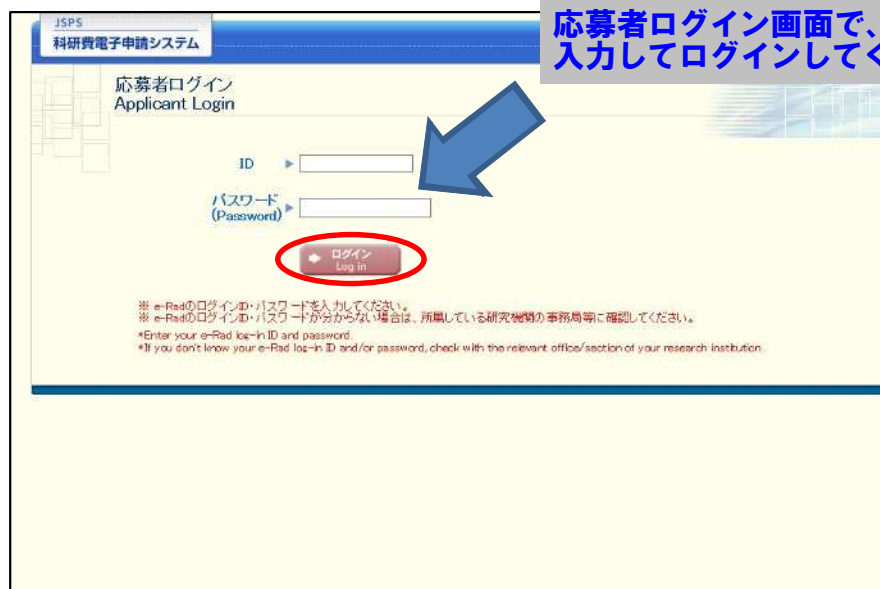 JSPS
科研費電子申請システム
応募者ログイン画面で、
入力してログインしてく
応募者ログイン
Applicant Login
ID
パスワード
(Password)
ログイン
Log in
※ e-RadのログインID・パスワードを入力してください。
※ e-RadのログインID・パスワードが分からない場合は、所属している研究機関の事務局等に確認してください。
*Enter your e-Rad log-in ID and password.
*If you don't know your e-Rad log-in ID and/or password, check with the relevant office/section of your research institution.